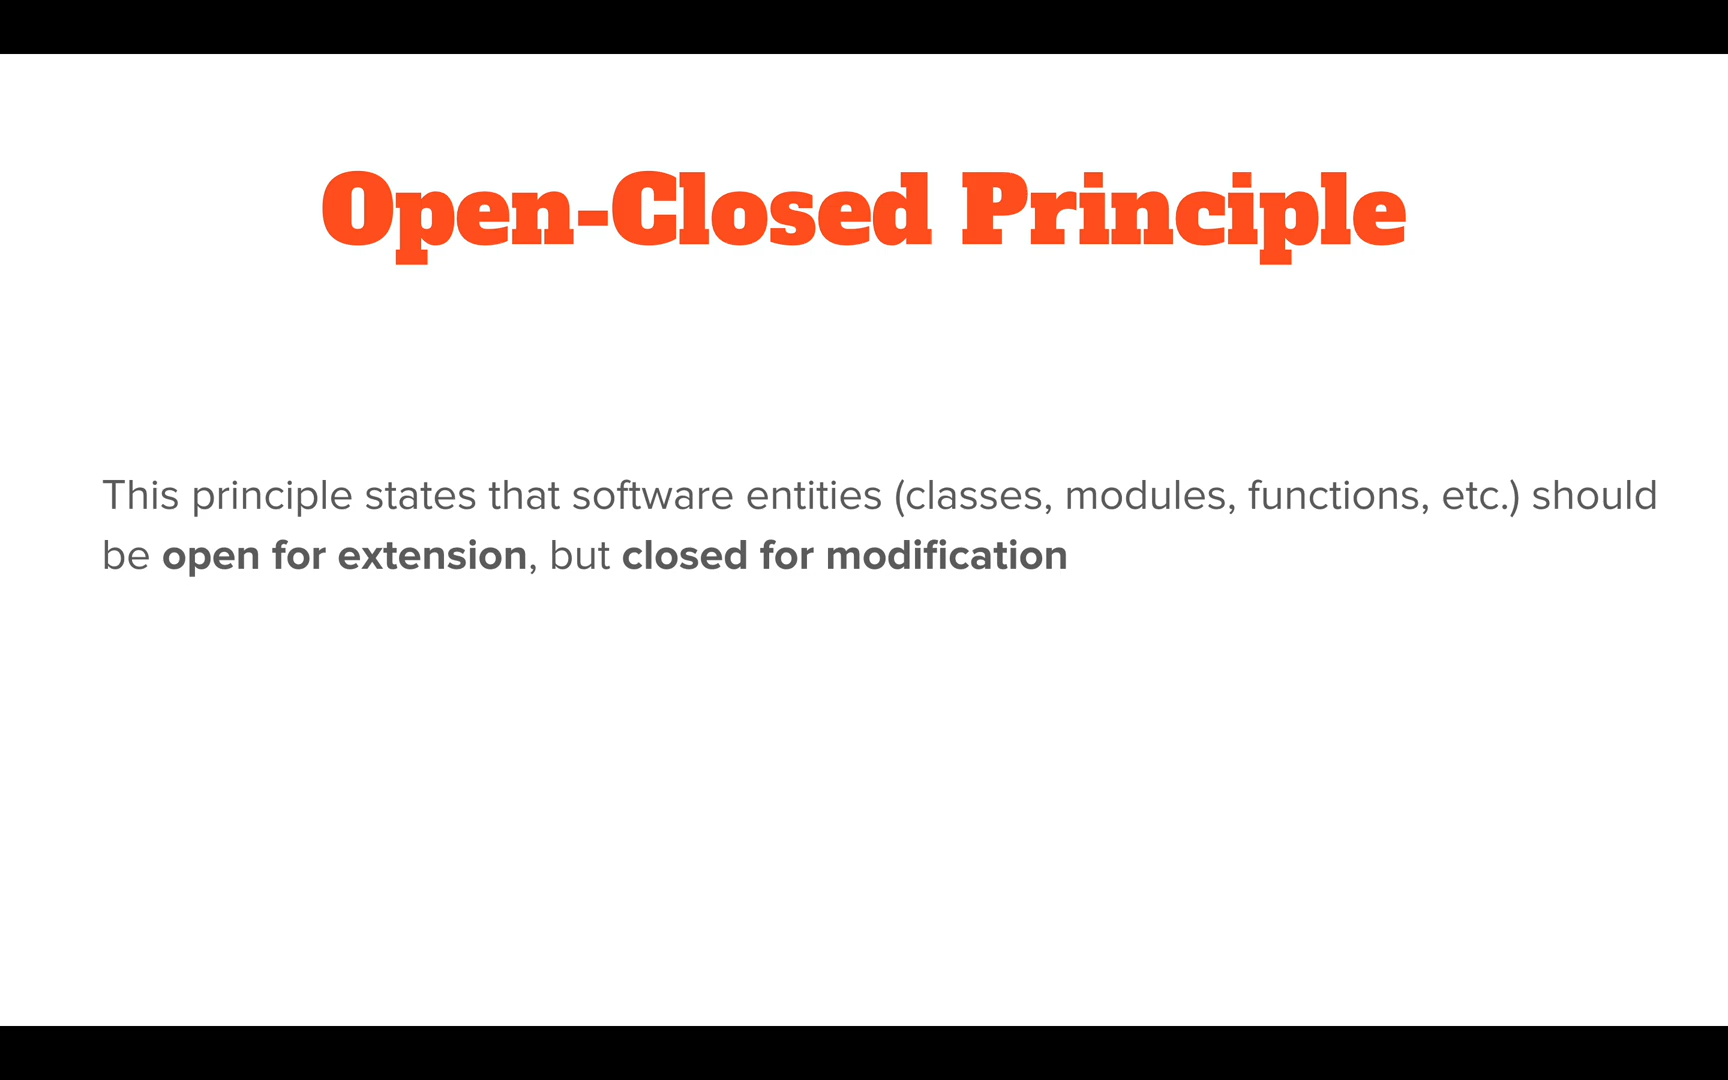 Open-Closed Principle
This principle states that software entities (classes, modules, functions, etc.) should
be open for extension, but closed for modification